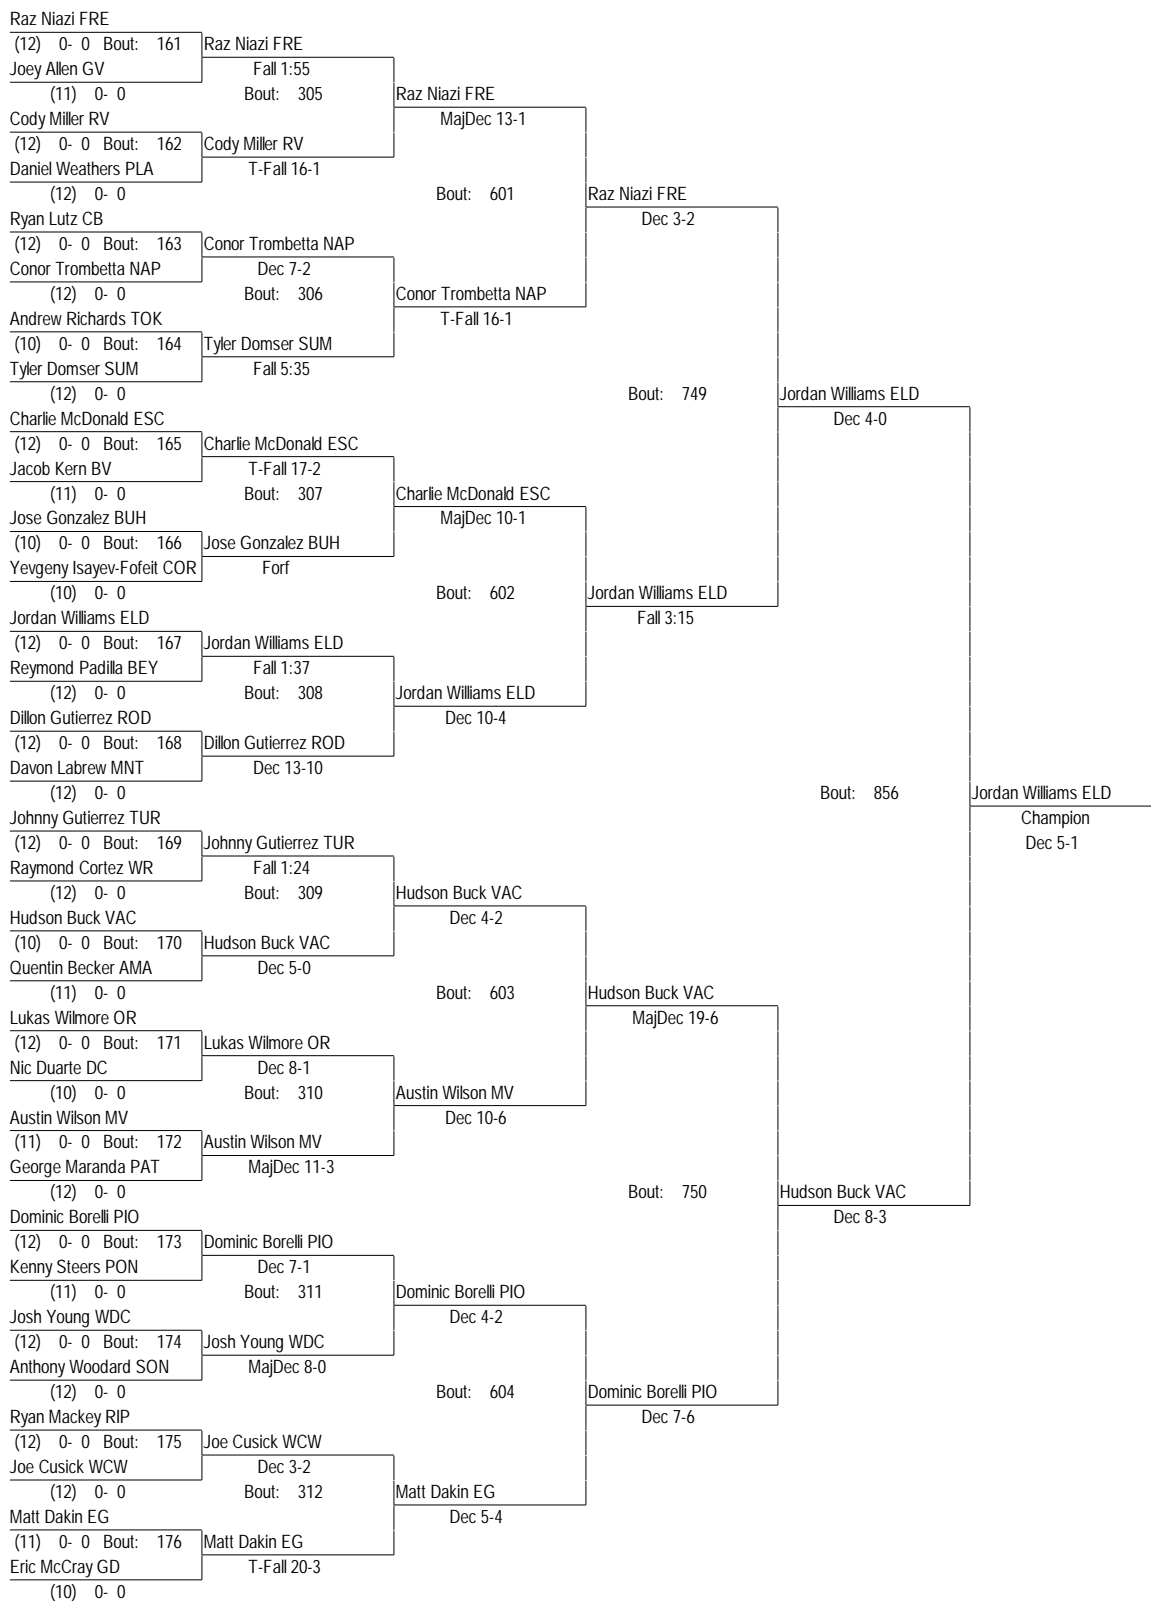 Raz Niazi FRE
(12) 0- 0 Bout: 161 Raz Niazi FRE
Joey Allen GV Fall 1:55
(11) 0- 0 Bout: 305 Raz Niazi FRE
Cody Miller RV MajDec 13-1
(12) 0- 0 Bout: 162 Cody Miller RV
Daniel Weathers PLA T-Fall 16-1
(12) 0- 0 Bout: 601 Raz Niazi FRE
Ryan Lutz CB Dec 3-2
(12) 0- 0 Bout: 163 Conor Trombetta NAP
Conor Trombetta NAP Dec 7-2
(12) 0- 0 Bout: 306 Conor Trombetta NAP
Andrew Richards TOK T-Fall 16-1
(10) 0- 0 Bout: 164 Tyler Domser SUM
Tyler Domser SUM Fall 5:35
(12) 0- 0 Bout: 749 Jordan Williams ELD
Charlie McDonald ESC Dec 4-0
(12) 0- 0 Bout: 165 Charlie McDonald ESC
Jacob Kern BV T-Fall 17-2
(11) 0- 0 Bout: 307 Charlie McDonald ESC
Jose Gonzalez BUH MajDec 10-1
(10) 0- 0 Bout: 166 Jose Gonzalez BUH
Yevgeny Isayev-Fofeit COR Forf
(10) 0- 0 Bout: 602 Jordan Williams ELD
Jordan Williams ELD Fall 3:15
(12) 0- 0 Bout: 167 Jordan Williams ELD
Reymond Padilla BEY Fall 1:37
(12) 0- 0 Bout: 308 Jordan Williams ELD
Dillon Gutierrez ROD Dec 10-4
(12) 0- 0 Bout: 168 Dillon Gutierrez ROD
Davon Labrew MNT Dec 13-10
(12) 0- 0 Bout: 856 Jordan Williams ELD
Johnny Gutierrez TUR Champion
(12) 0- 0 Bout: 169 Johnny Gutierrez TUR Dec 5-1
Raymond Cortez WR Fall 1:24
(12) 0- 0 Bout: 309 Hudson Buck VAC
Hudson Buck VAC Dec 4-2
(10) 0- 0 Bout: 170 Hudson Buck VAC
Quentin Becker AMA Dec 5-0
(11) 0- 0 Bout: 603 Hudson Buck VAC
Lukas Wilmore OR MajDec 19-6
(12) 0- 0 Bout: 171 Lukas Wilmore OR
Nic Duarte DC Dec 8-1
(10) 0- 0 Bout: 310 Austin Wilson MV
Austin Wilson MV Dec 10-6
(11) 0- 0 Bout: 172 Austin Wilson MV
George Maranda PAT MajDec 11-3
(12) 0- 0 Bout: 750 Hudson Buck VAC
Dominic Borelli PIO Dec 8-3
(12) 0- 0 Bout: 173 Dominic Borelli PIO
Kenny Steers PON Dec 7-1
(11) 0- 0 Bout: 311 Dominic Borelli PIO
Josh Young WDC Dec 4-2
(12) 0- 0 Bout: 174 Josh Young WDC
Anthony Woodard SON MajDec 8-0
(12) 0- 0 Bout: 604 Dominic Borelli PIO
Ryan Mackey RIP Dec 7-6
(12) 0- 0 Bout: 175 Joe Cusick WCW
Joe Cusick WCW Dec 3-2
(12) 0- 0 Bout: 312 Matt Dakin EG
Matt Dakin EG Dec 5-4
(11) 0- 0 Bout: 176 Matt Dakin EG
Eric McCray GD T-Fall 20-3
(10) 0- 0